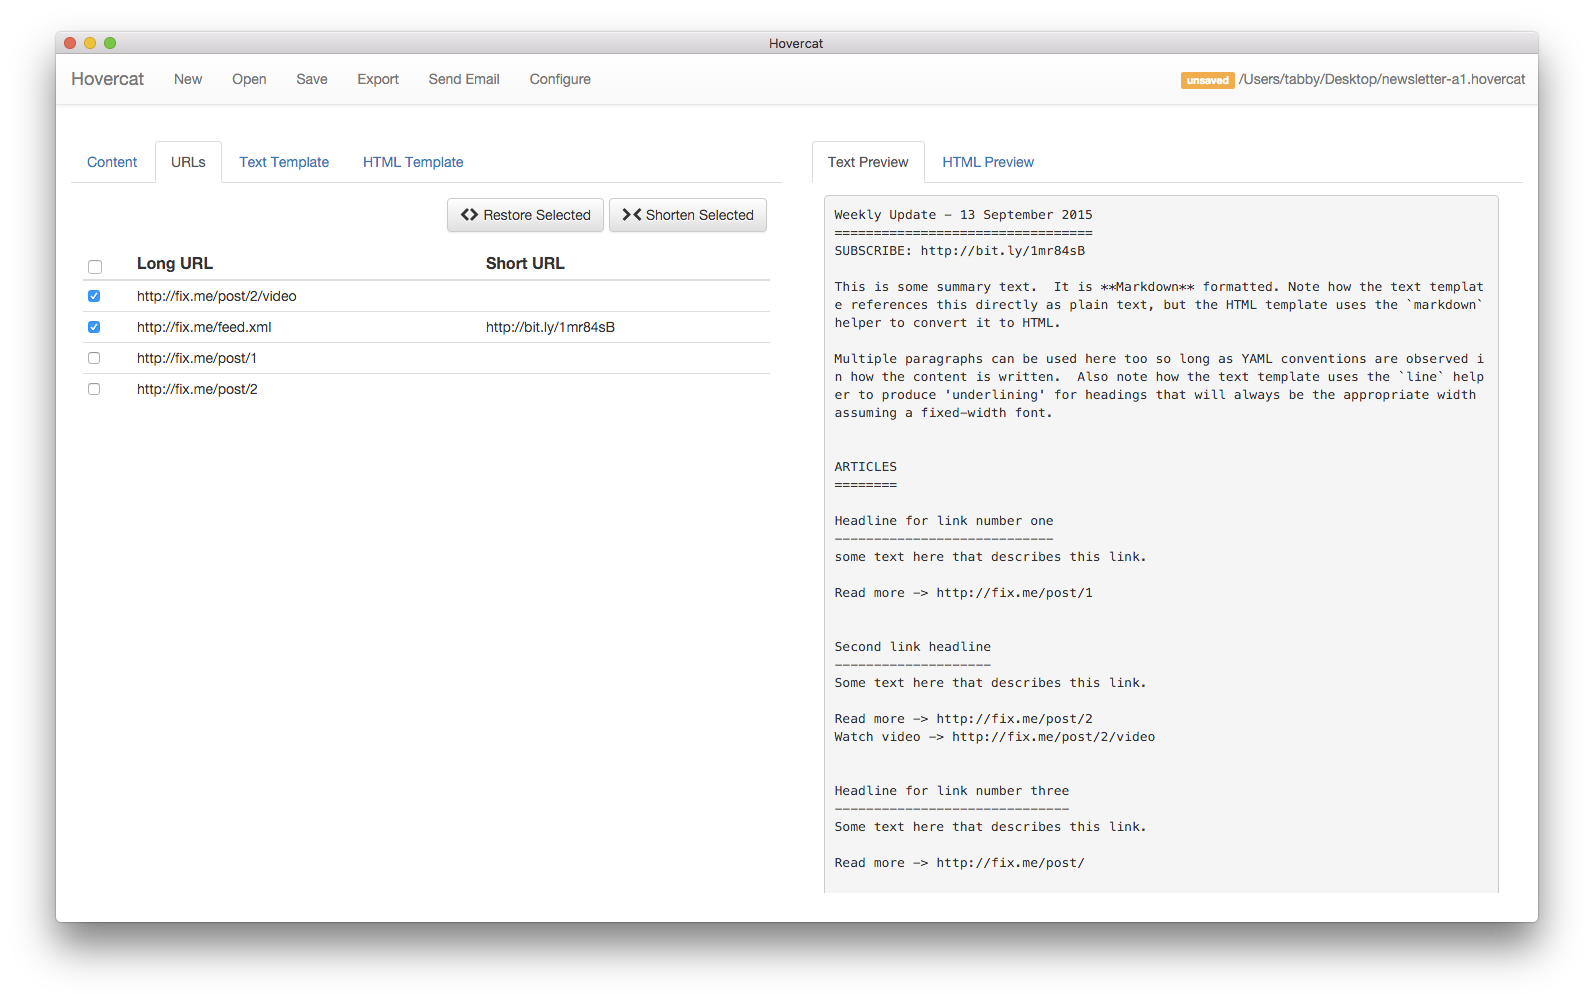 Hovercat
Hovercat New Open Save Export Send Email Configure unsaved /Users/tabby/Desktop/newsletter-a1.hovercat
Content URLs Text Template HTML Template
Restore Selected Shorten Selected
Long URL Short URL
http://fix.me/post/2/video
http://fix.me/feed.xml http://bit.ly/1mr84sB
http://fix.me/post/1
http://fix.me/post/2
Text Preview HTML Preview
Weekly Update - 13 September 2015
=================================
SUBSCRIBE: http://bit.ly/1mr84sB
This is some summary text.  It is **Markdown** formatted. Note how the text templat
e references this directly as plain text, but the HTML template uses the `markdown`
helper to convert it to HTML.
Multiple paragraphs can be used here too so long as YAML conventions are observed i
n how the content is written.  Also note how the text template uses the `line` help
er to produce 'underlining' for headings that will always be the appropriate width
assuming a fixed-width font.
ARTICLES
========
Headline for link number one
----------------------------
some text here that describes this link.
Read more -> http://fix.me/post/1
Second link headline
--------------------
Some text here that describes this link.
Read more -> http://fix.me/post/2
Watch video -> http://fix.me/post/2/video
Headline for link number three
------------------------------
Some text here that describes this link.
Read more -> http://fix.me/post/